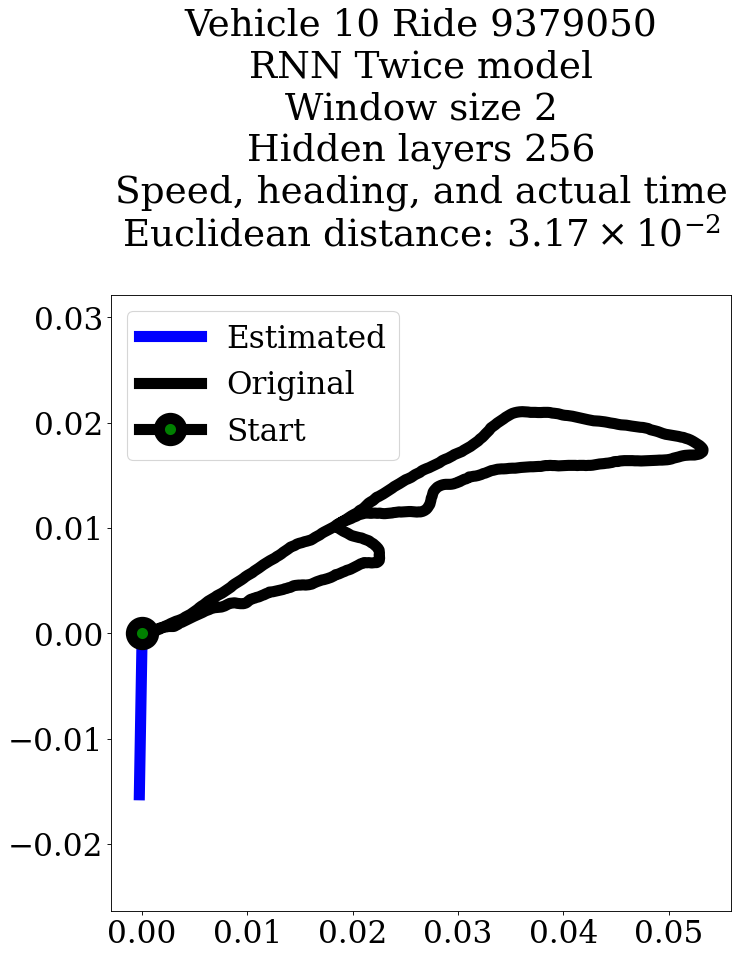 Vehicle 10 Ride 9379050
RNN Twice model
Window size 2
Hidden layers 256
Speed, heading, and actual time
Euclidean distance: 3.17 × 10⁻²
Estimated
Original
Start
0.03
0.02
0.01
0.00
−0.01
−0.02
0.00 0.01 0.02 0.03 0.04 0.05